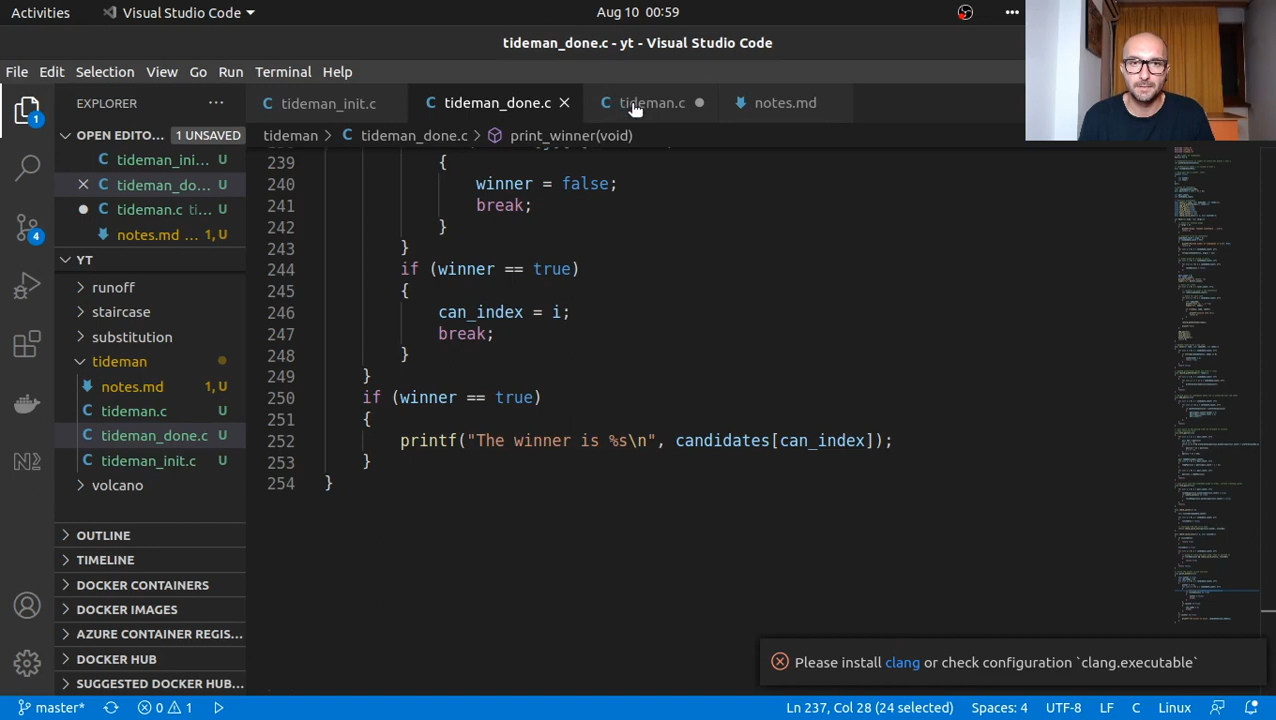 Activities
Visual Studio Code
Aug 10 00:59
tideman_done.c - yt - Visual Studio Code
File Edit Selection View Go Run Terminal Help
EXPLORER
OPEN EDITO... 1 UNSAVED
tideman_ini... U
tideman_do... U
tideman.c ti... U
notes.md ... 1, U
YT
runoff
staircase
substitution
tideman
notes.md 1, U
tideman.c U
tideman_done.c U
tideman_init.c U
volcano
OUTLINE
TIMELINE
DOCKER CONTAINERS
DOCKER IMAGES
AZURE CONTAINER REGIS...
DOCKER HUB
SUGGESTED DOCKER HUB...
1
4
tideman_init.c
tideman_done.c
tideman.c
notes.md
tideman > tideman_done.c > print_winner(void)
239 {
240 winner = false;
241 break;
242 }
243 }
244 if (winner == true)
245 {
246 can_index = i;
247 break;
248 }
249 }
250 if (winner == true)
251 {
252 printf("The winner is %s\n", candidates[can_index]);
253 }
254 }
Please install clang or check configuration `clang.executable`
master* 0 1 Ln 237, Col 28 (24 selected) Spaces: 4 UTF-8 LF C Linux